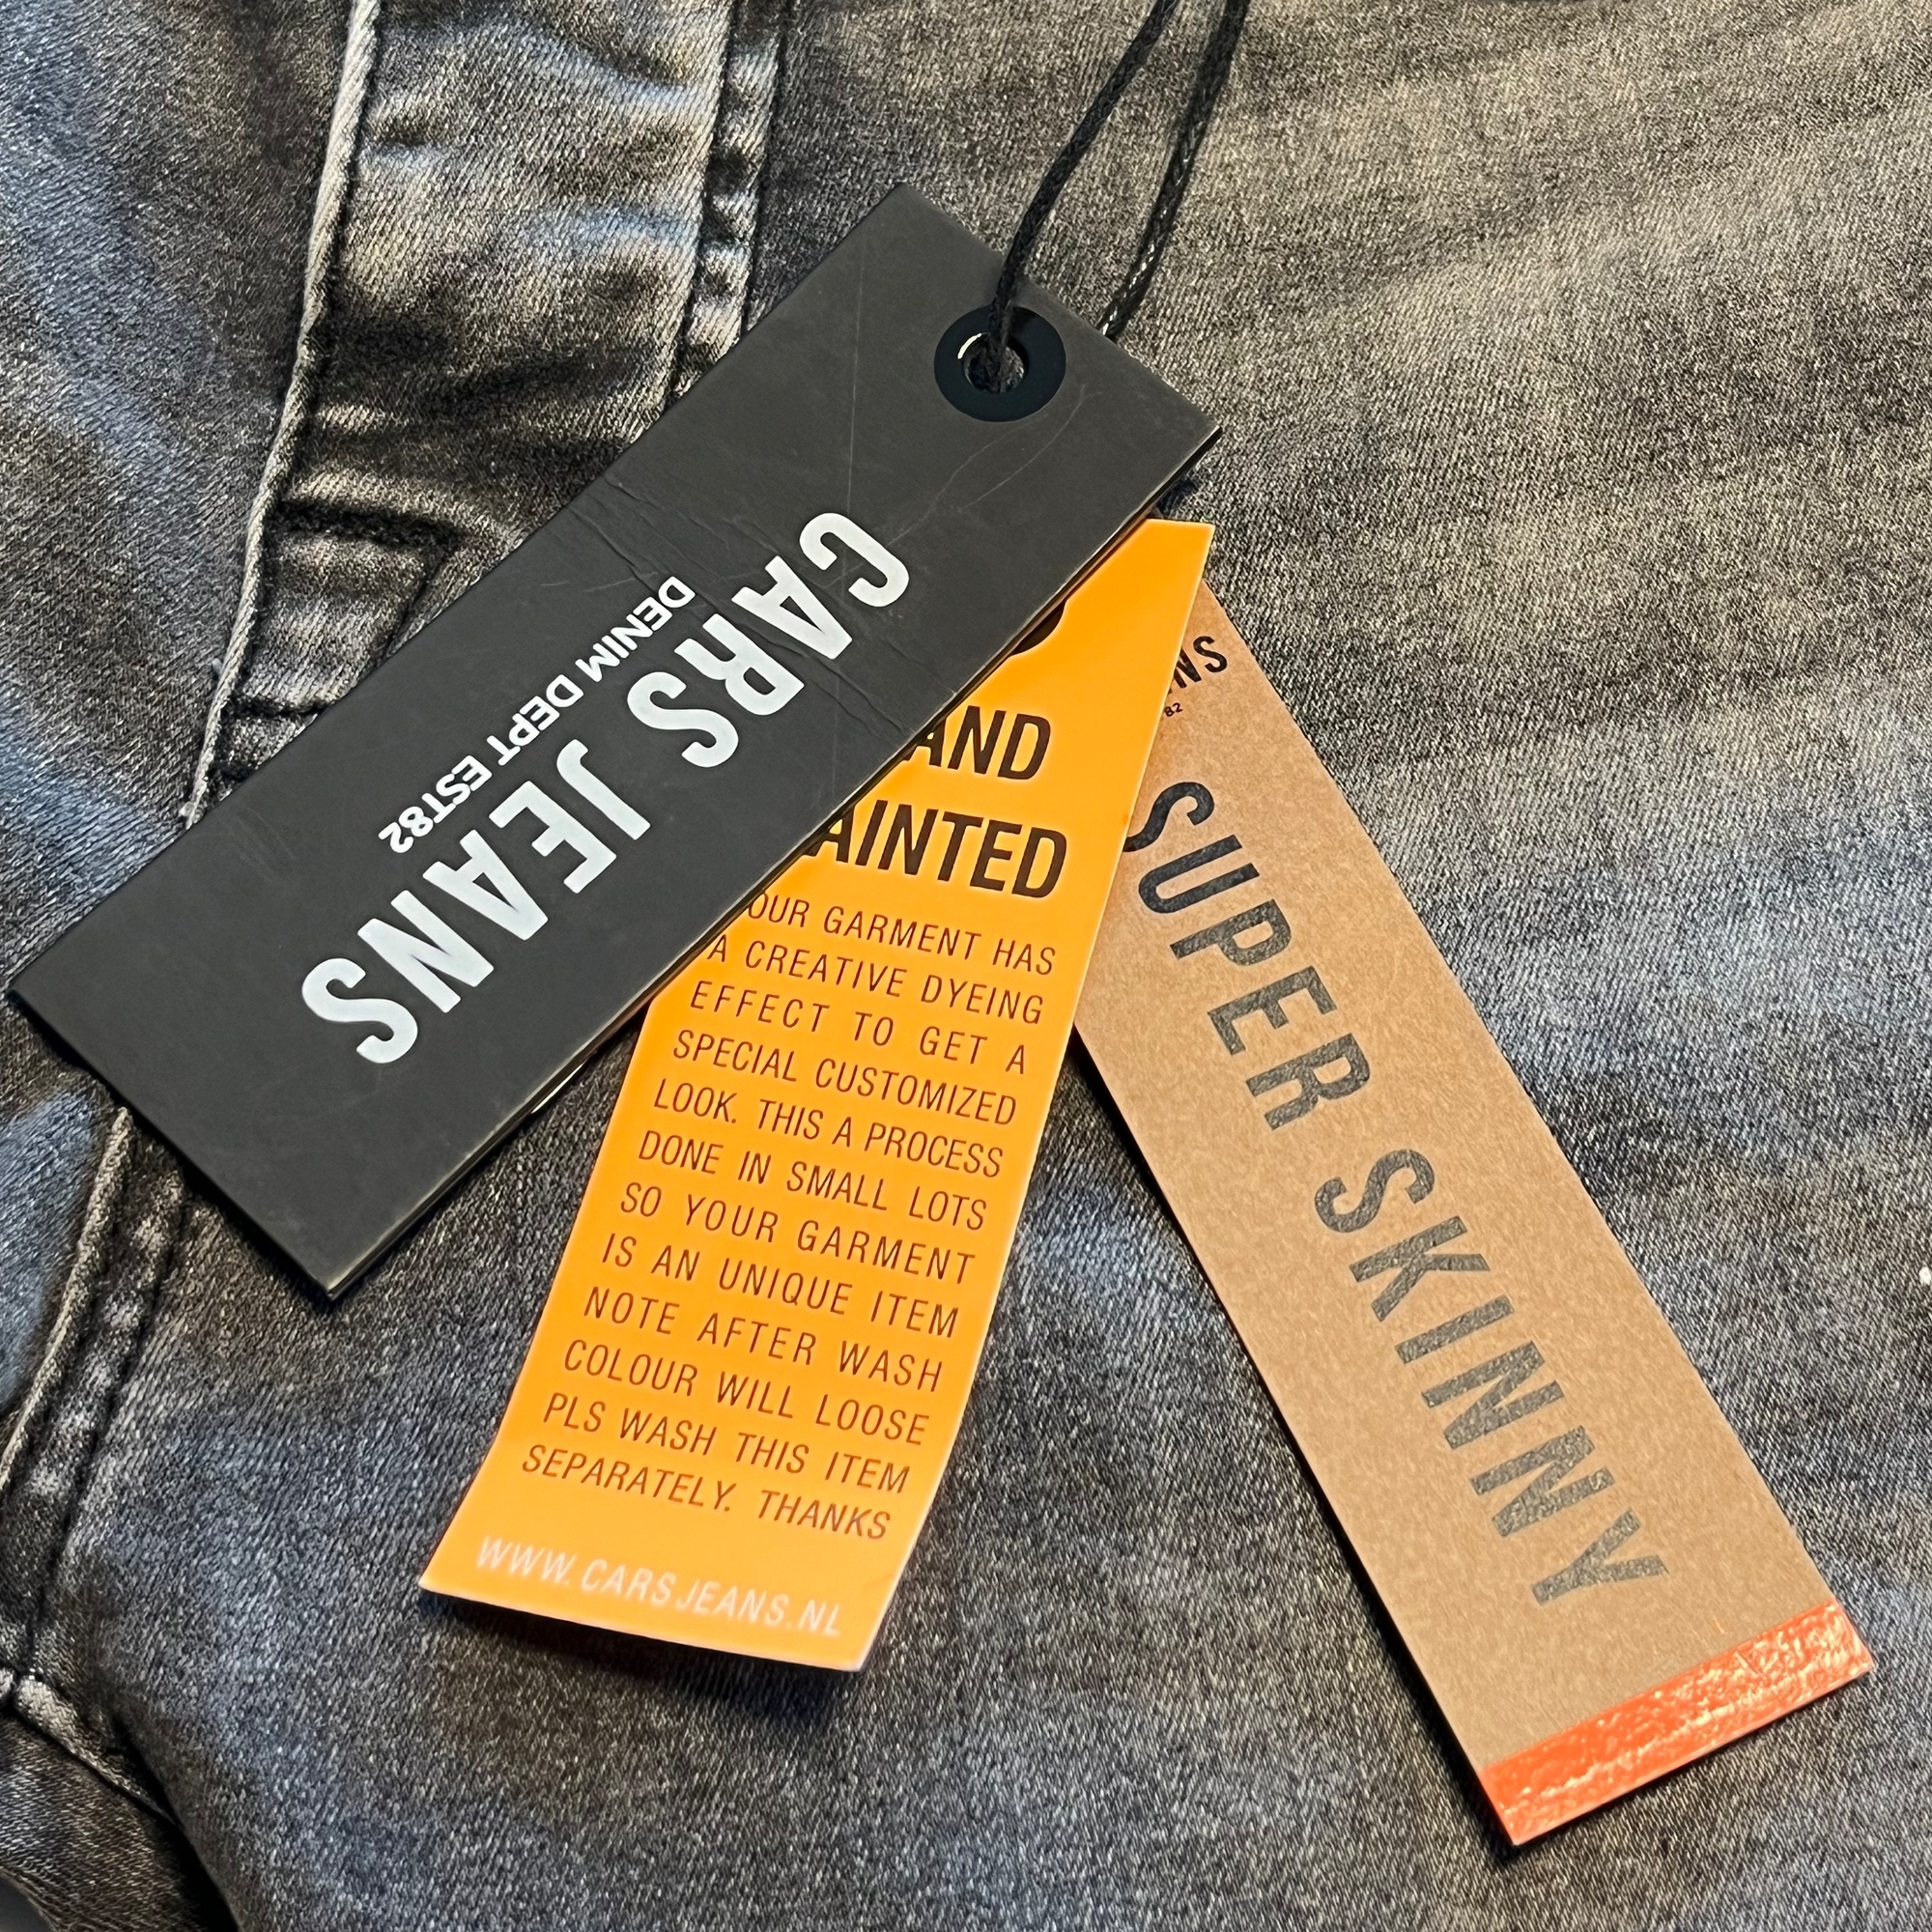 CARS JEANS
DENIM DEPT EST82
AND
AINTED
OUR GARMENT HAS
A CREATIVE DYEING
EFFECT TO GET A
SPECIAL CUSTOMIZED
LOOK. THIS A PROCESS
DONE IN SMALL LOTS
SO YOUR GARMENT
IS AN UNIQUE ITEM
NOTE AFTER WASH
COLOUR WILL LOOSE
PLS WASH THIS ITEM
SEPARATELY. THANKS
WWW.CARSJEANS.NL
NS
82
SUPER SKINNY